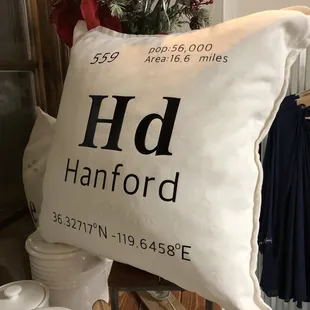 559
pop:56,000
Area:16.6 miles
Hd
Hanford
36.32717°N -119.6458°E